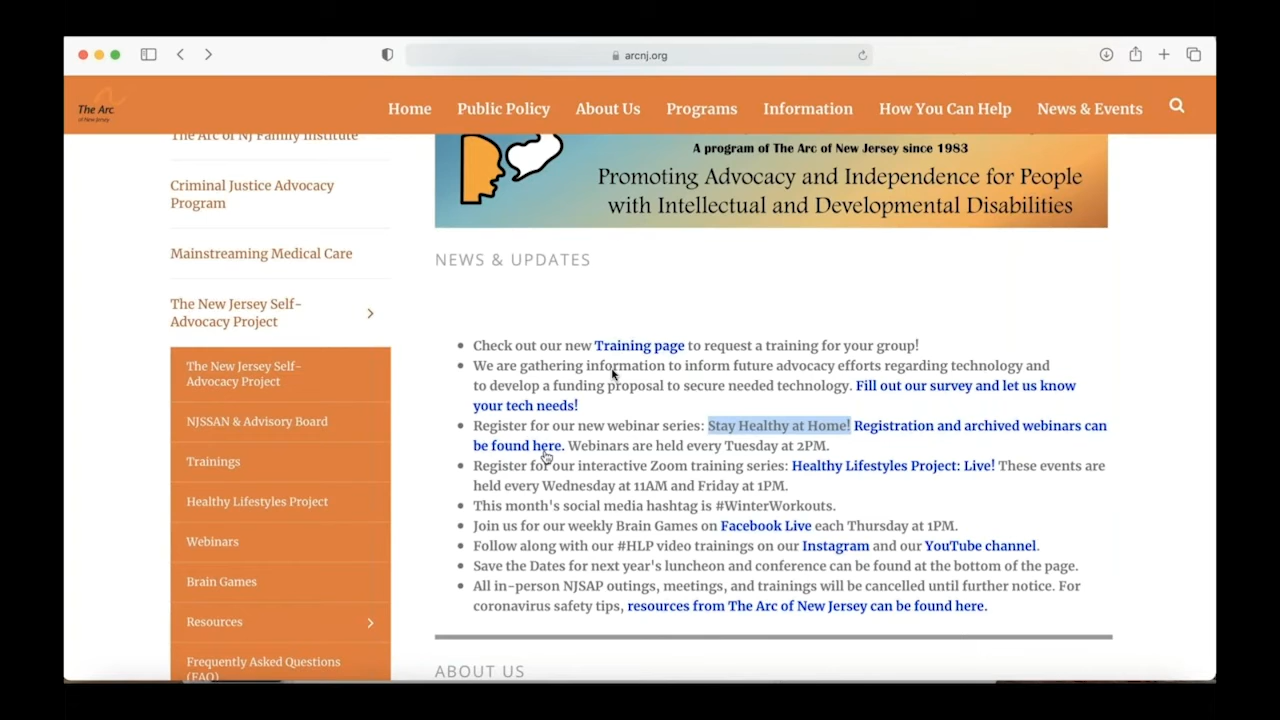 arcnj.org
The Arc
of New Jersey
Home
Public Policy
About Us
Programs
Information
How You Can Help
News & Events
The Arc of NJ Family Institute
Criminal Justice Advocacy
Program
Mainstreaming Medical Care
The New Jersey Self-
Advocacy Project
The New Jersey Self-
Advocacy Project
NJSSAN & Advisory Board
Trainings
Healthy Lifestyles Project
Webinars
Brain Games
Resources
Frequently Asked Questions
(FAQ)
A program of The Arc of New Jersey since 1983
Promoting Advocacy and Independence for People
with Intellectual and Developmental Disabilities
NEWS & UPDATES
Check out our new Training page to request a training for your group!
We are gathering information to inform future advocacy efforts regarding technology and
to develop a funding proposal to secure needed technology. Fill out our survey and let us know
your tech needs!
Register for our new webinar series: Stay Healthy at Home! Registration and archived webinars can
be found here. Webinars are held every Tuesday at 2PM.
Register for our interactive Zoom training series: Healthy Lifestyles Project: Live! These events are
held every Wednesday at 11AM and Friday at 1PM.
This month's social media hashtag is #WinterWorkouts.
Join us for our weekly Brain Games on Facebook Live each Thursday at 1PM.
Follow along with our #HLP video trainings on our Instagram and our YouTube channel.
Save the Dates for next year's luncheon and conference can be found at the bottom of the page.
All in-person NJSAP outings, meetings, and trainings will be cancelled until further notice. For
coronavirus safety tips, resources from The Arc of New Jersey can be found here.
ABOUT US